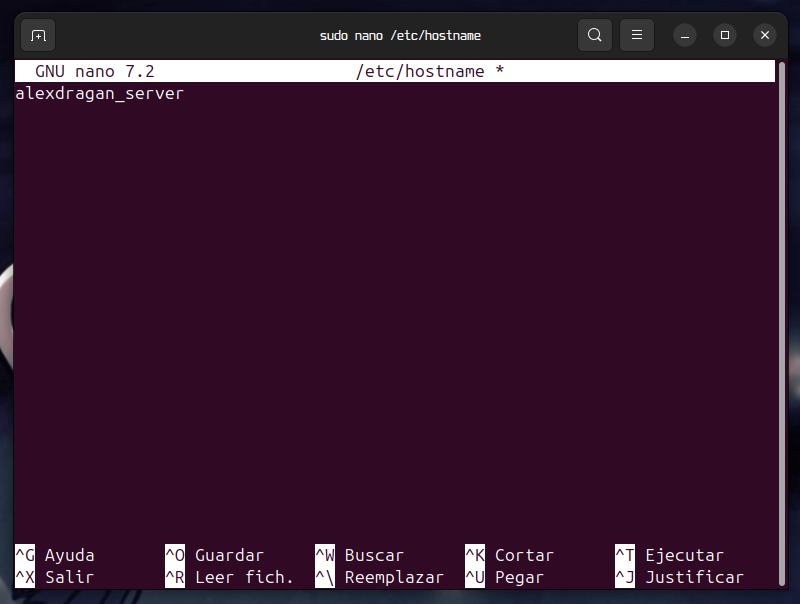 sudo nano /etc/hostname
GNU nano 7.2 /etc/hostname *
alexdragan_server
^G Ayuda ^O Guardar ^W Buscar ^K Cortar ^T Ejecutar
^X Salir ^R Leer fich. ^\ Reemplazar ^U Pegar ^J Justificar